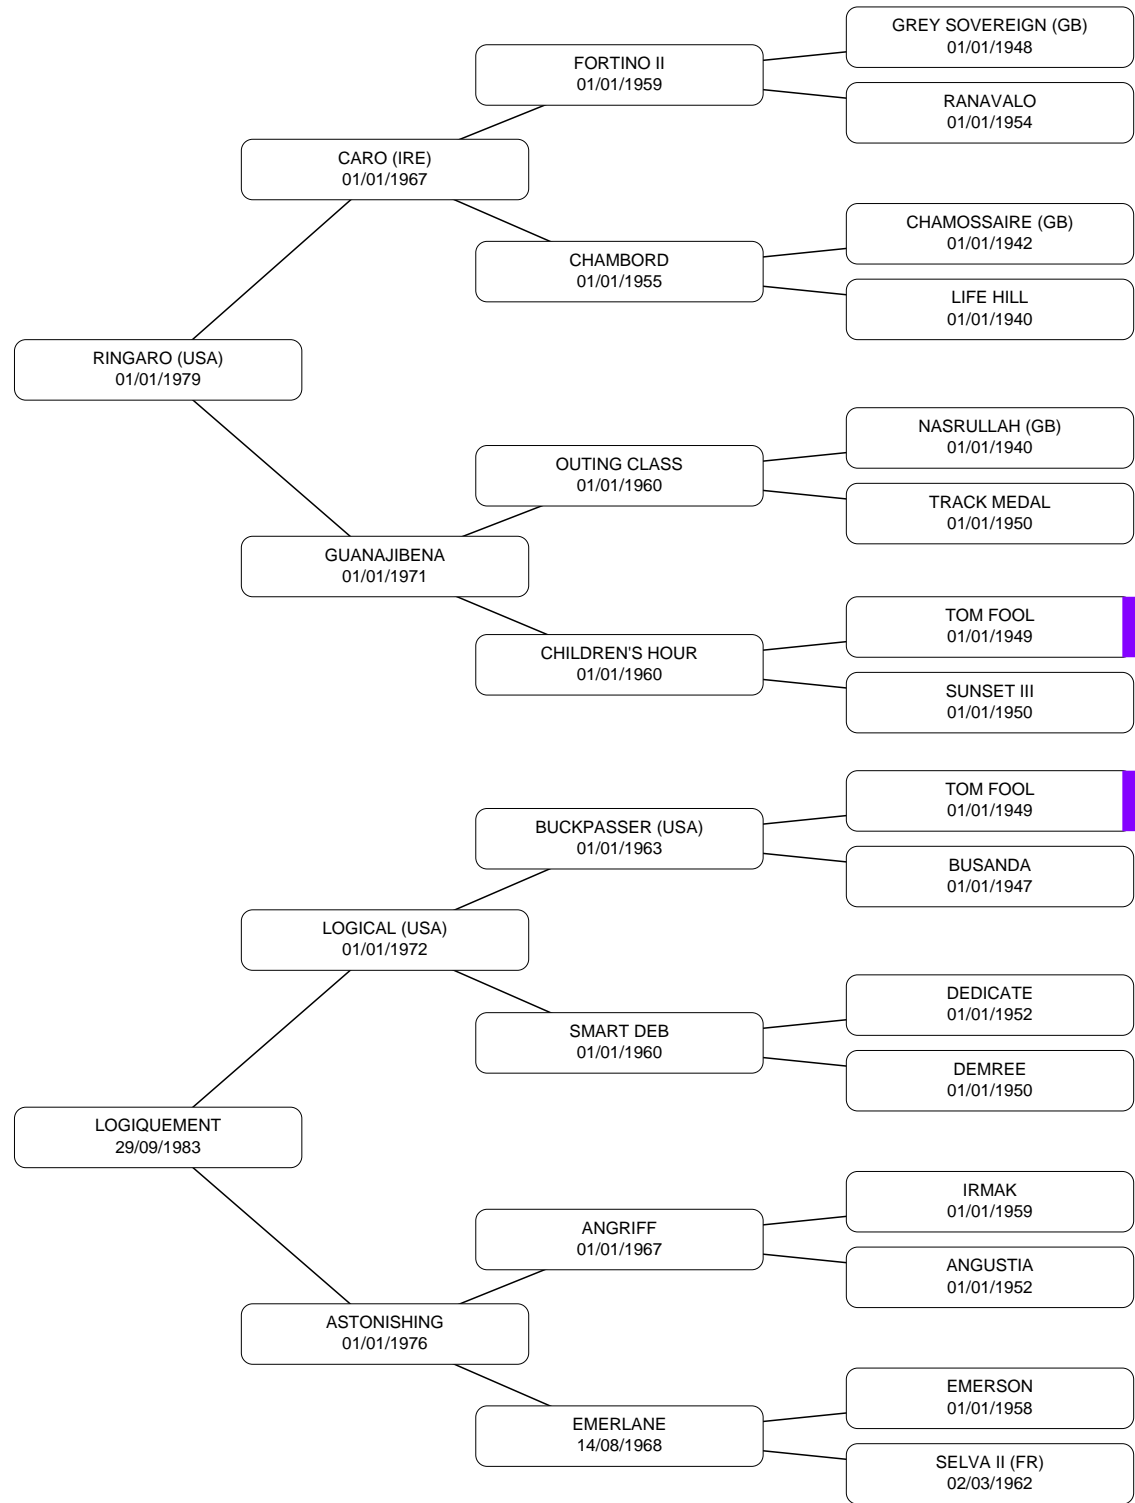 GREY SOVEREIGN (GB)
01/01/1948
FORTINO II
01/01/1959
RANAVALO
01/01/1954
CARO (IRE)
01/01/1967
CHAMOSSAIRE (GB)
01/01/1942
CHAMBORD
01/01/1955
LIFE HILL
01/01/1940
RINGARO (USA)
01/01/1979
NASRULLAH (GB)
01/01/1940
OUTING CLASS
01/01/1960
TRACK MEDAL
01/01/1950
GUANAJIBENA
01/01/1971
TOM FOOL
01/01/1949
CHILDREN'S HOUR
01/01/1960
SUNSET III
01/01/1950
TOM FOOL
01/01/1949
BUCKPASSER (USA)
01/01/1963
BUSANDA
01/01/1947
LOGICAL (USA)
01/01/1972
DEDICATE
01/01/1952
SMART DEB
01/01/1960
DEMREE
01/01/1950
LOGIQUEMENT
29/09/1983
IRMAK
01/01/1959
ANGRIFF
01/01/1967
ANGUSTIA
01/01/1952
ASTONISHING
01/01/1976
EMERSON
01/01/1958
EMERLANE
14/08/1968
SELVA II (FR)
02/03/1962